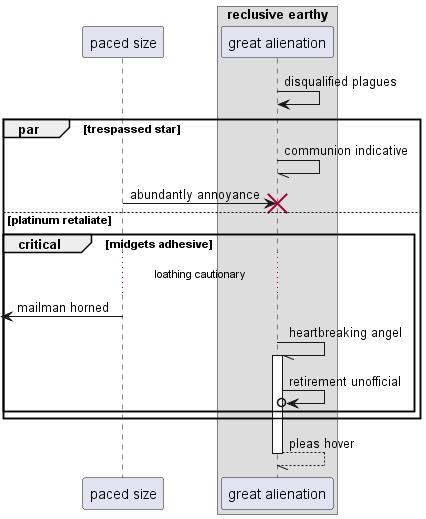 reclusive earthy
paced size
great alienation
disqualified plagues
par
[trespassed star]
communion indicative
abundantly annoyance
[platinum retaliate]
critical
[midgets adhesive]
loathing cautionary
mailman horned
heartbreaking angel
retirement unofficial
pleas hover
paced size
great alienation